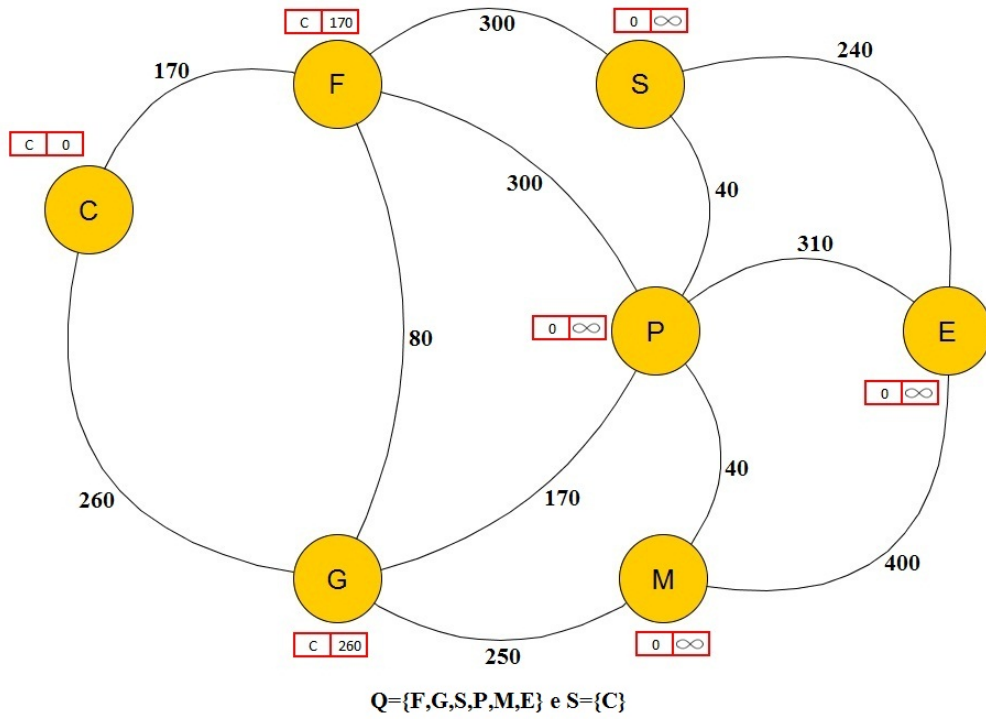 C 170
300
0 ∞
170
F
S
240
C 0
C
300
40
310
0 ∞
P
E
80
0 ∞
40
260
170
G
M
400
C 260
250
0 ∞
Q={F,G,S,P,M,E} e S={C}